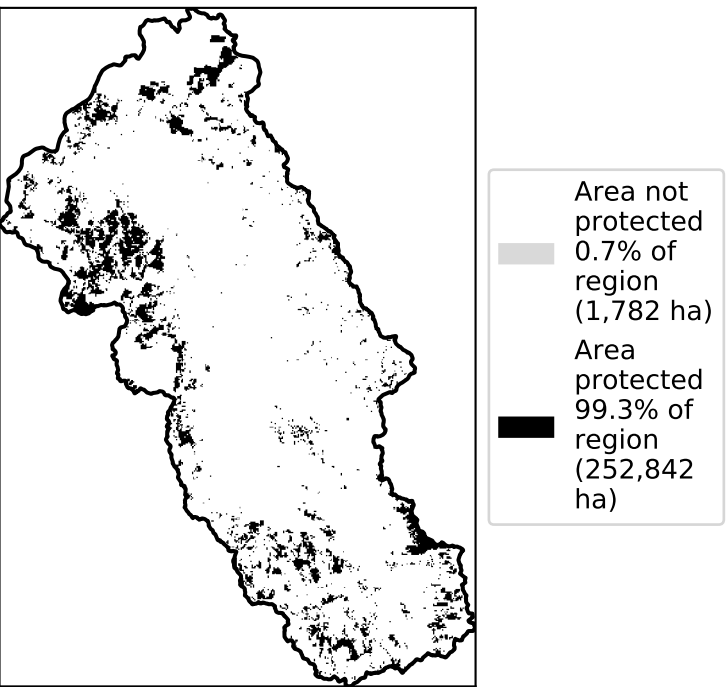 Area not
protected
0.7% of
region
(1,782 ha)
Area
protected
99.3% of
region
(252,842
ha)